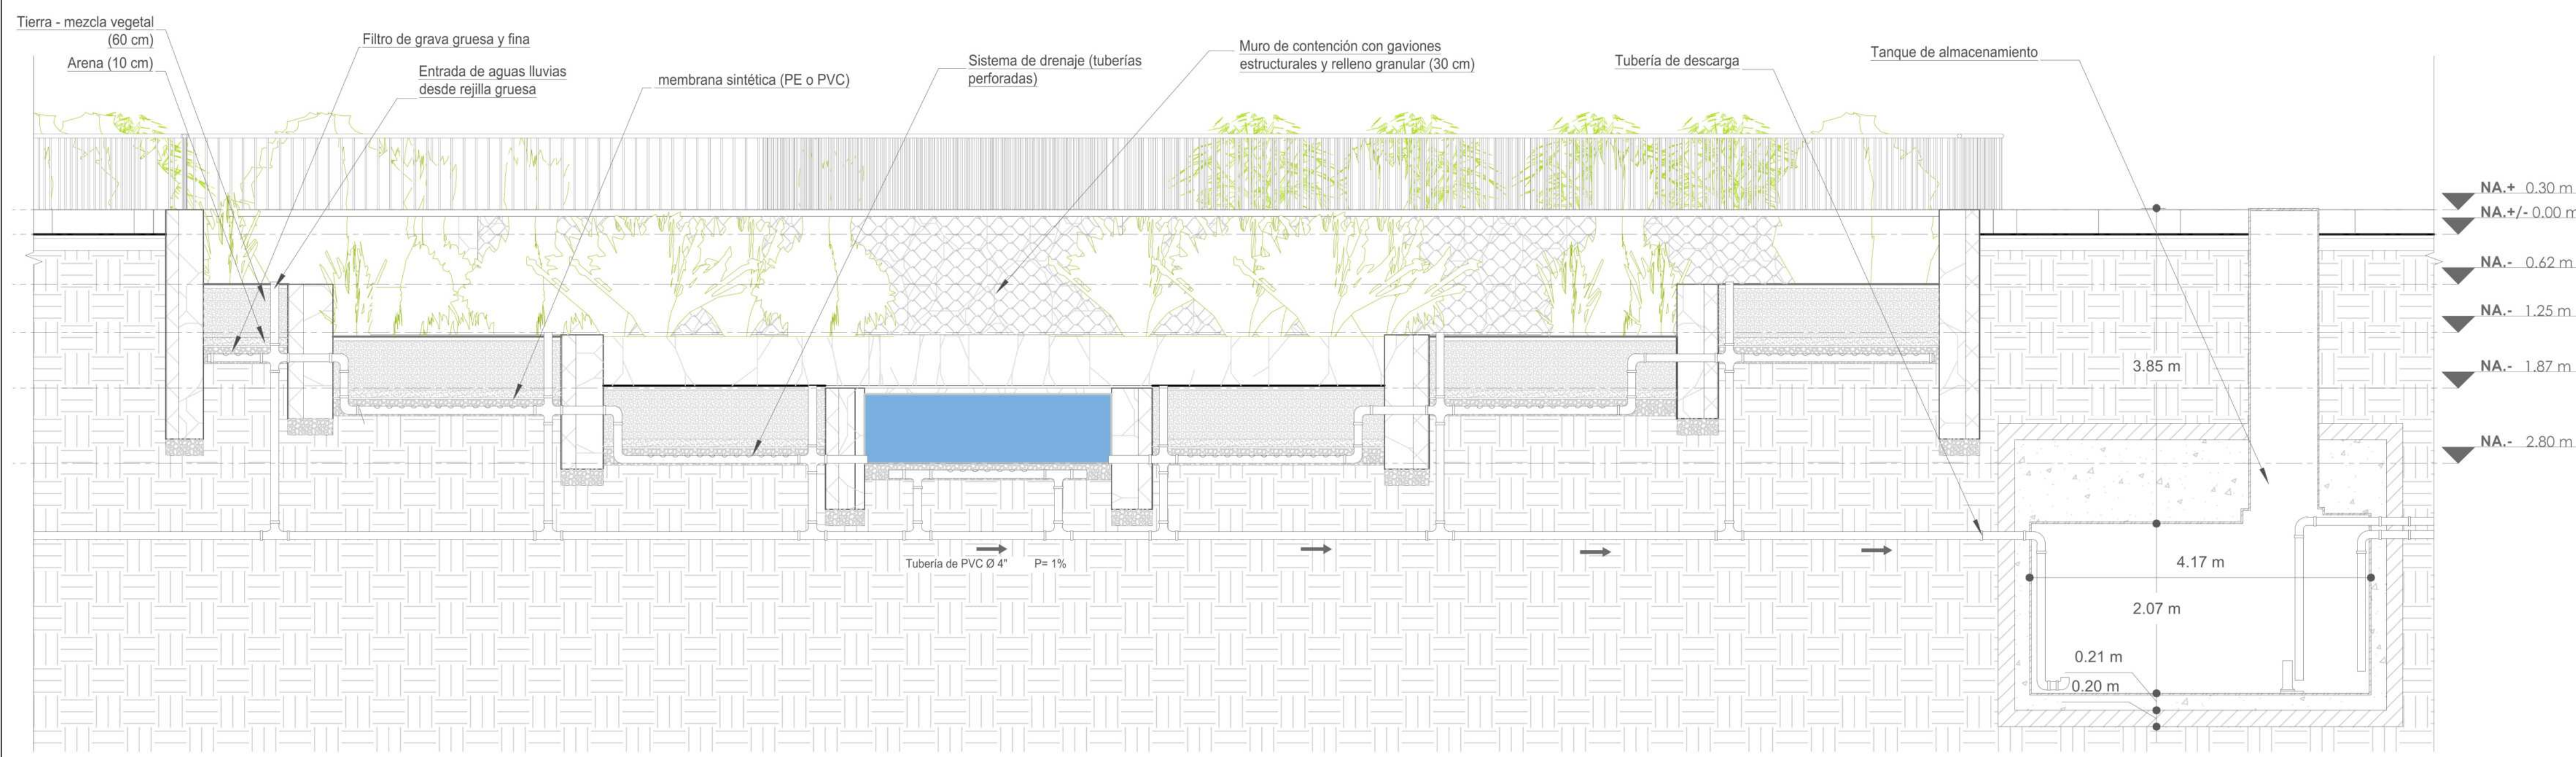 Tierra - mezcla vegetal
(60 cm)
Arena (10 cm)
Filtro de grava gruesa y fina
Entrada de aguas lluvias
desde rejilla gruesa
membrana sintética (PE o PVC)
Sistema de drenaje (tuberías
perforadas)
Muro de contención con gaviones
estructurales y relleno granular (30 cm)
Tubería de descarga
Tanque de almacenamiento
NA.+ 0.30 m
NA.+/- 0.00 m
NA.- 0.62 m
NA.- 1.25 m
NA.- 1.87 m
NA.- 2.80 m
3.85 m
4.17 m
2.07 m
0.21 m
0.20 m
Tubería de PVC Ø 4" P= 1%